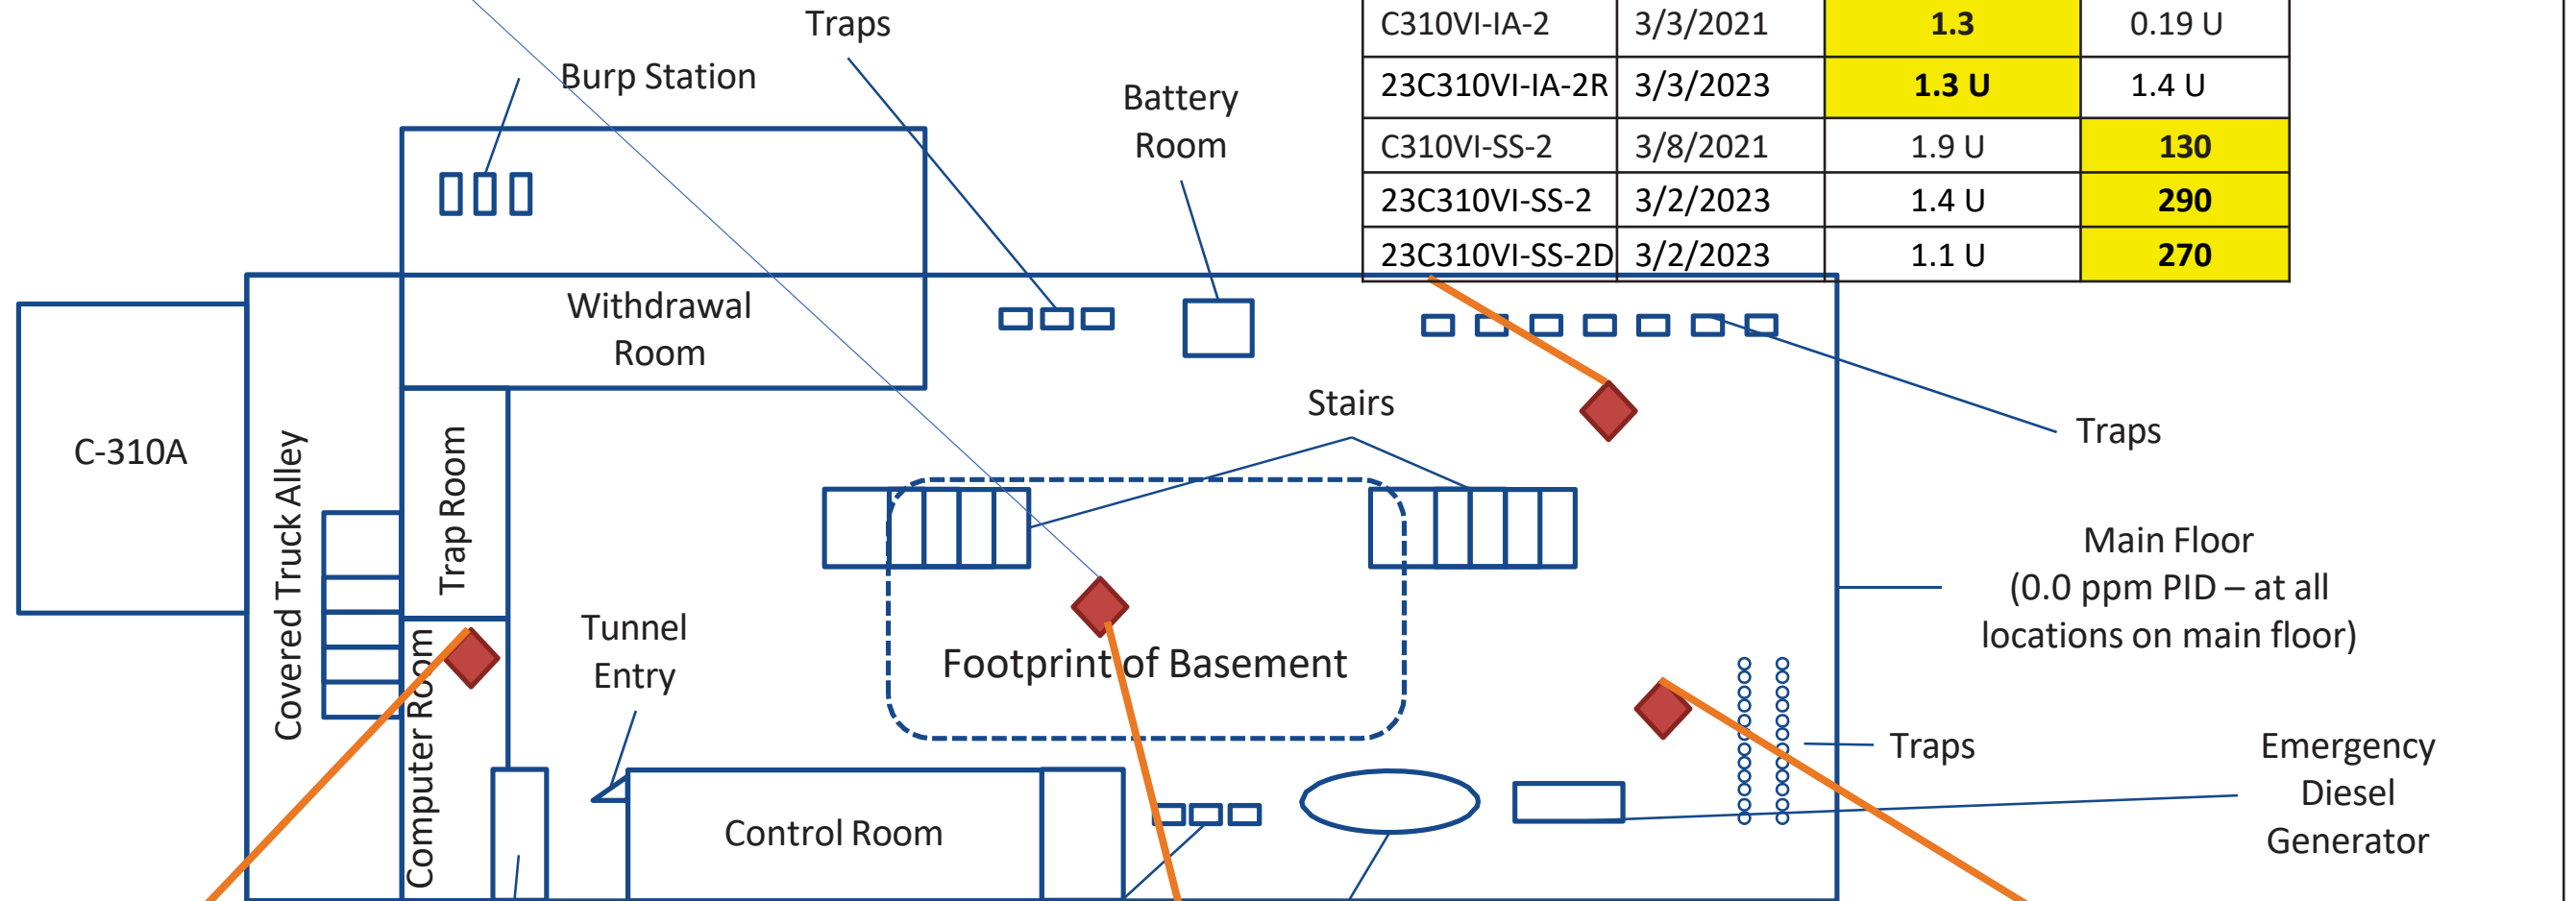 Traps
Burp Station
Battery
Room
C310VI-IA-2 3/3/2021 1.3 0.19 U
23C310VI-IA-2R 3/3/2023 1.3 U 1.4 U
C310VI-SS-2 3/8/2021 1.9 U 130
23C310VI-SS-2 3/2/2023 1.4 U 290
23C310VI-SS-2D 3/2/2023 1.1 U 270
Withdrawal
Room
Stairs
Traps
C-310A
Covered Truck Alley
Trap Room
Computer Room
Tunnel
Entry
Footprint of Basement
Main Floor
(0.0 ppm PID – at all
locations on main floor)
Traps
Emergency
Diesel
Generator
Control Room